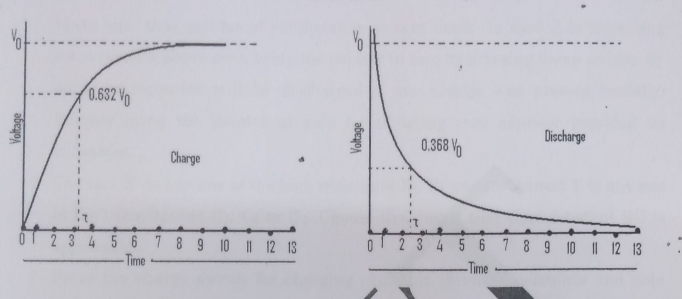 V0
0.632 V0
Voltage
Charge
τ
0 1 2 3 4 5 6 7 8 9 10 11 12 13
Time
V0
0.368 V0
Voltage
Discharge
τ
0 1 2 3 4 5 6 7 8 9 10 11 12 13
Time